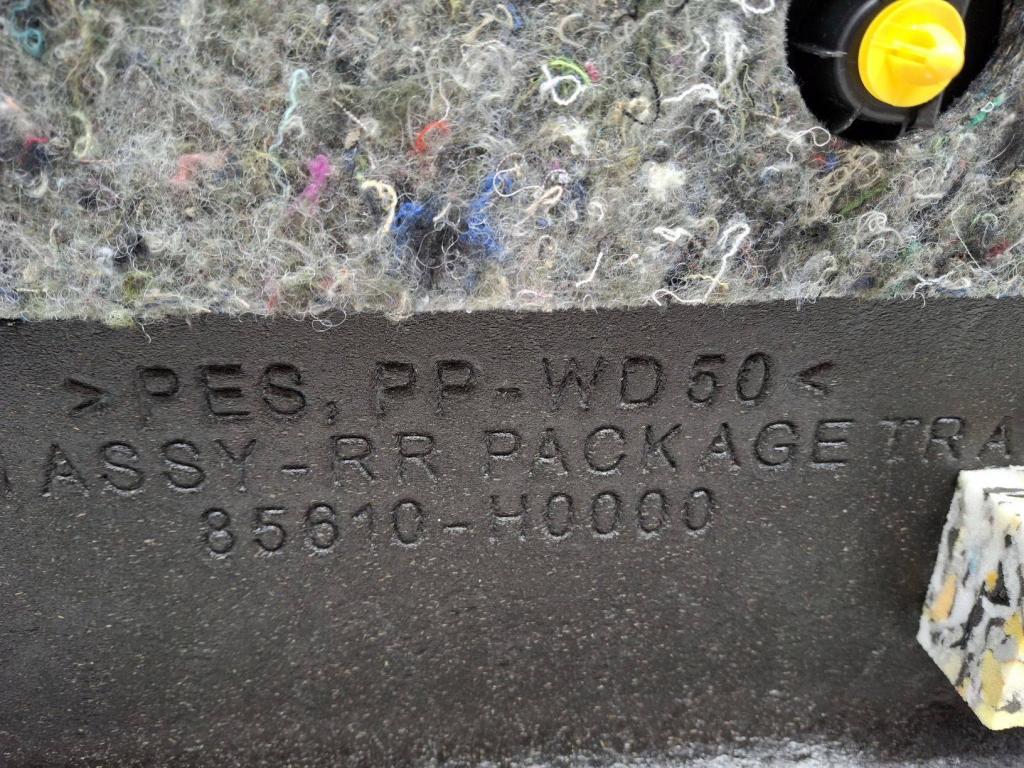 >PES, PP-WD50<
ASSY-RR PACKAGE TRA
85610-H0000